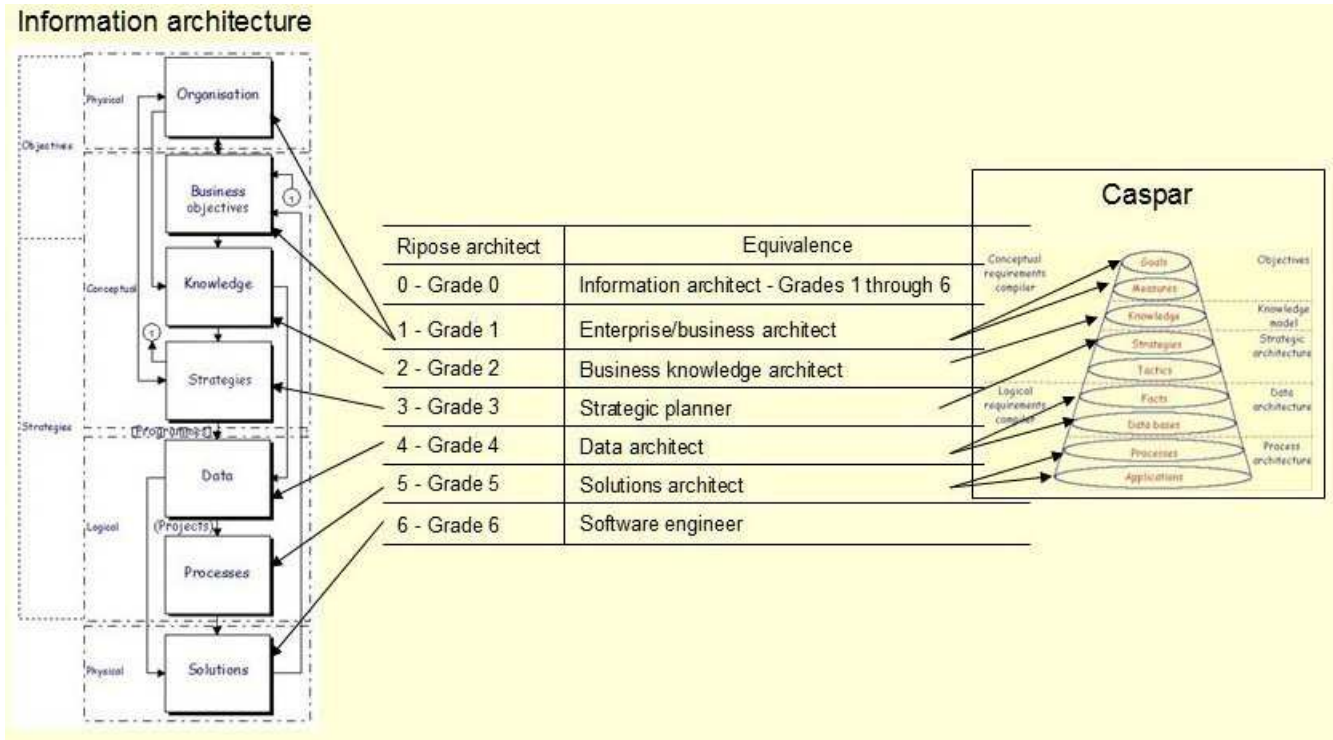 Information architecture
Physical
Organisation
Objectives
Business
objectives
1
Conceptual
Knowledge
1
Strategies
Strategies
(Programmes)
Data
Logical
(Projects)
Processes
Physical
Solutions
Ripose architect
Equivalence
0 - Grade 0
Information architect - Grades 1 through 6
1 - Grade 1
Enterprise/business architect
2 - Grade 2
Business knowledge architect
3 - Grade 3
Strategic planner
4 - Grade 4
Data architect
5 - Grade 5
Solutions architect
6 - Grade 6
Software engineer
Caspar
Conceptual
requirements
compiler
Goals
Objectives
Measures
Knowledge
Knowledge
model
Strategies
Strategic
architecture
Tactics
Logical
requirements
compiler
Facts
Data
architecture
Data bases
Processes
Process
architecture
Applications